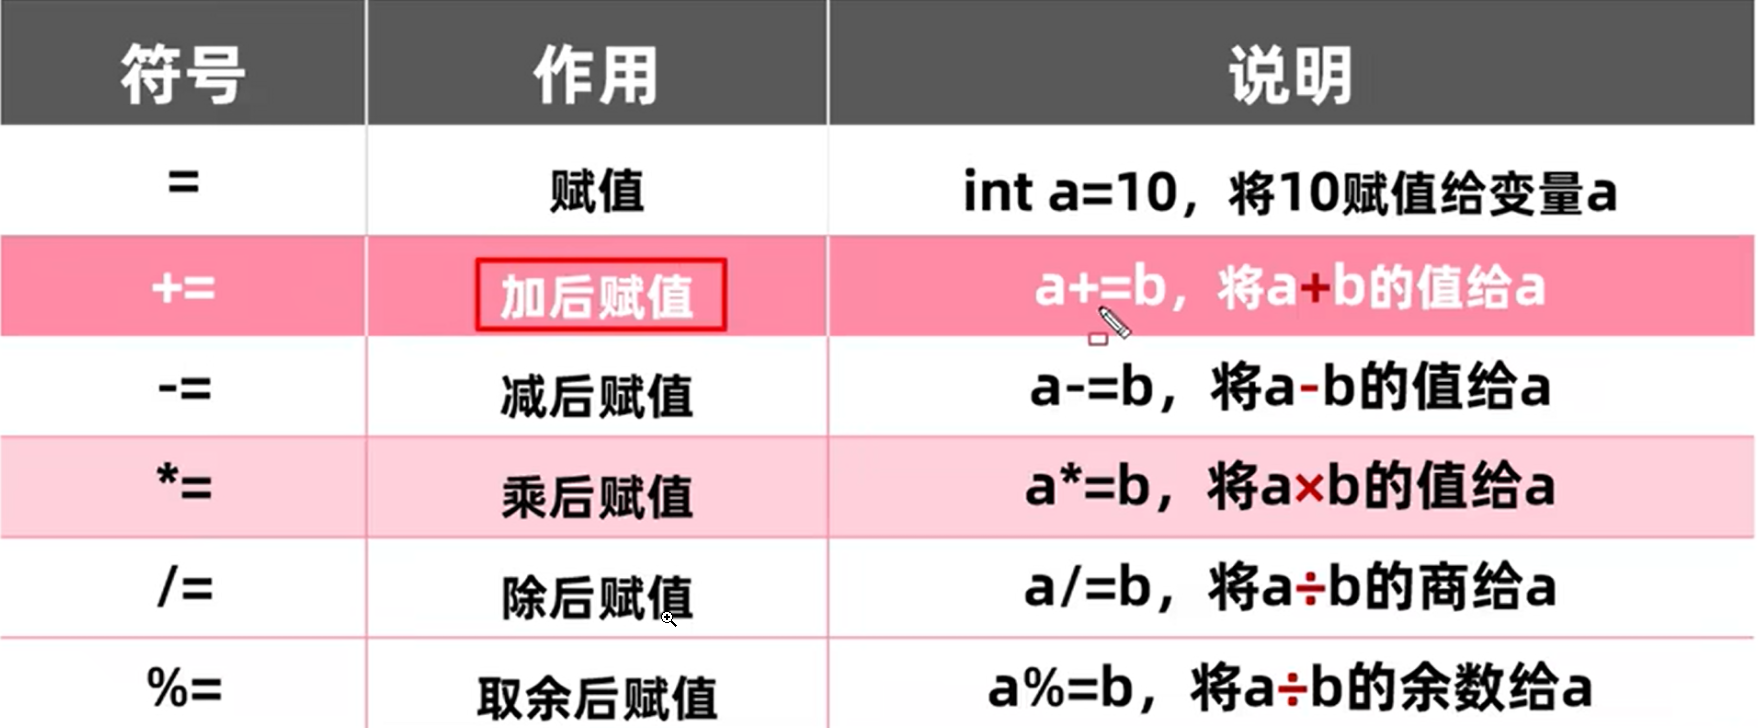 符号 作用 说明
= 赋值 int a=10，将10赋值给变量a
+= 加后赋值 a+=b，将a+b的值给a
-= 减后赋值 a-=b，将a-b的值给a
*= 乘后赋值 a*=b，将a×b的值给a
/= 除后赋值 a/=b，将a÷b的商给a
%= 取余后赋值 a%=b，将a÷b的余数给a